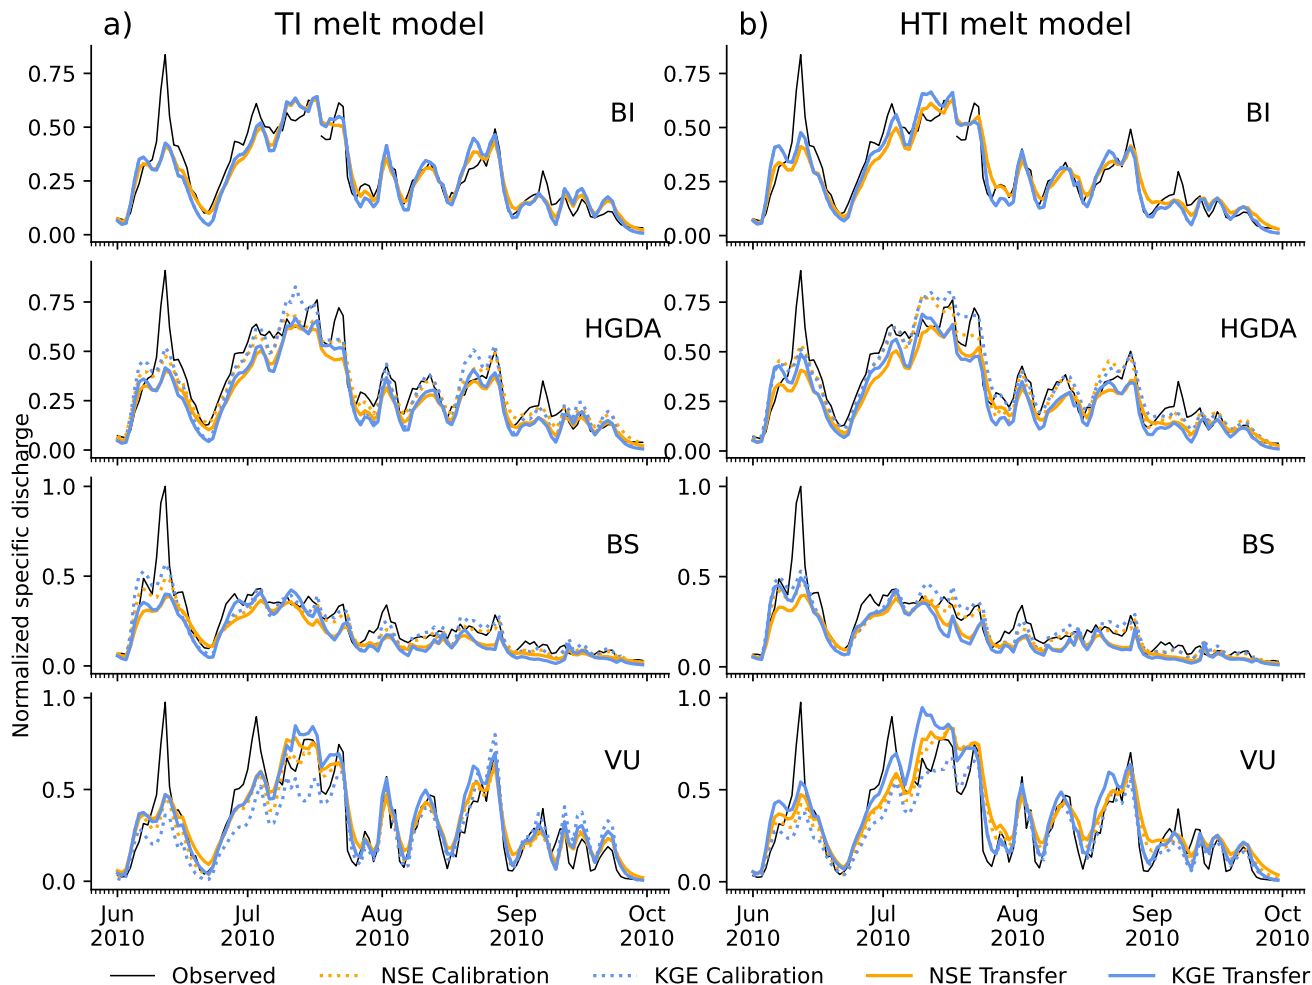 a) TI melt model
b) HTI melt model
Normalized specific discharge
0.75
0.50
0.25
0.00
BI
0.75
0.50
0.25
0.00
BI
0.75
0.50
0.25
0.00
HGDA
0.75
0.50
0.25
0.00
HGDA
1.0
0.5
0.0
BS
1.0
0.5
0.0
BS
1.0
0.5
0.0
VU
1.0
0.5
0.0
VU
Jun Jul Aug Sep Oct
2010 2010 2010 2010 2010
Jun Jul Aug Sep Oct
2010 2010 2010 2010 2010
Observed NSE Calibration KGE Calibration NSE Transfer KGE Transfer